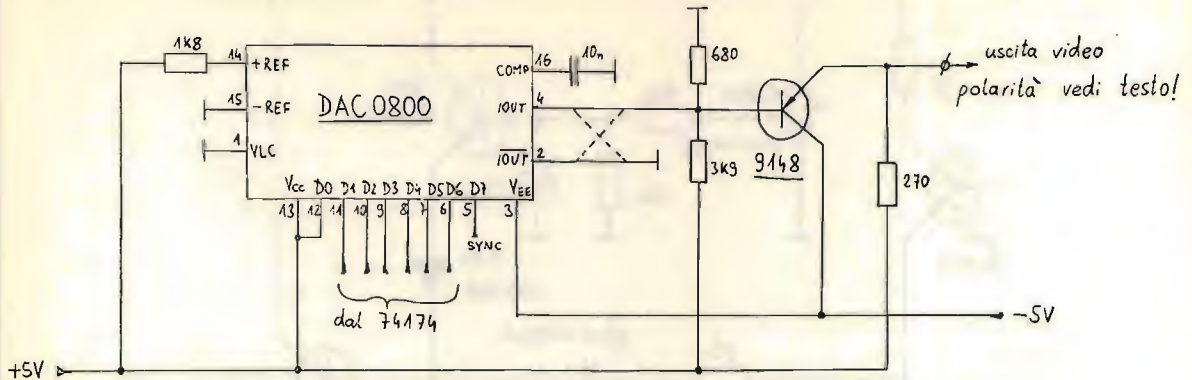 1k8
14
+REF
15
-REF
1
VLC
DAC 0800
16
COMP
10n
4
IOUT
2
IOUT
Vcc
D0
D1
D2
D3
D4
D5
D6
D7
VEE
13
12
11
10
9
8
7
6
5
3
SYNC
dal 74174
680
3k9
9148
270
uscita video
polarità vedi testo!
-5V
+5V